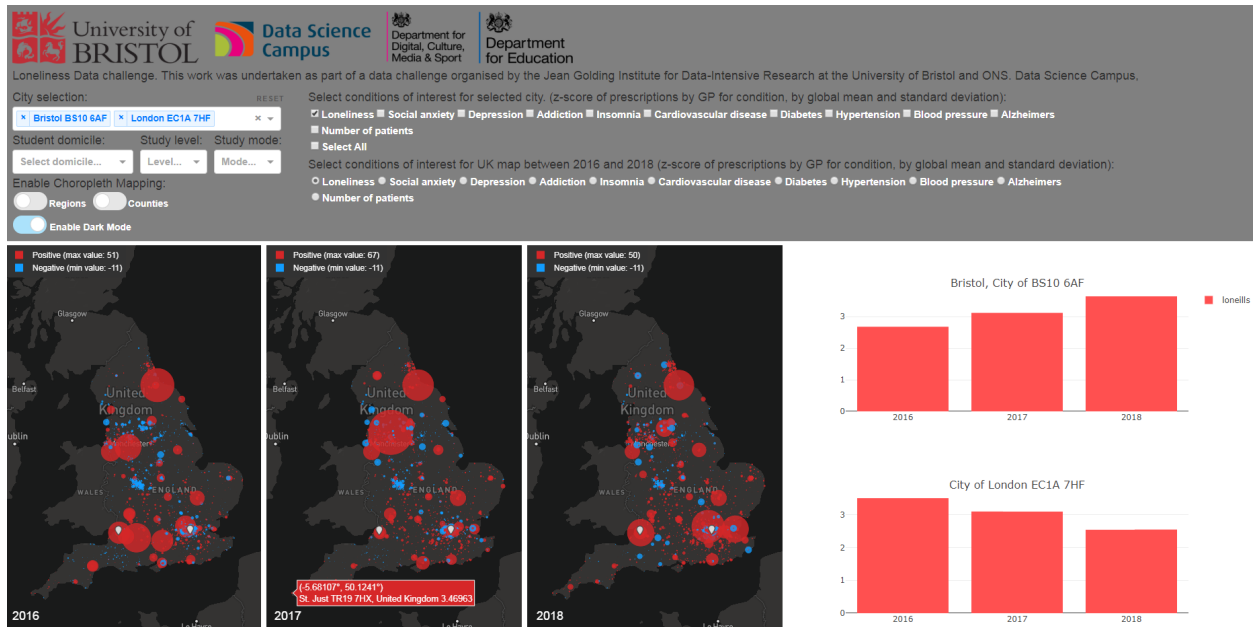 University of
BRISTOL
Data Science
Campus
Department for
Digital, Culture,
Media & Sport
Department
for Education
Loneliness Data challenge. This work was undertaken as part of a data challenge organised by the Jean Golding Institute for Data-Intensive Research at the University of Bristol and ONS. Data Science Campus,
City selection:
RESET
× Bristol BS10 6AF × London EC1A 7HF ×
Student domicile: Study level: Study mode:
Select domicile... Level... Mode...
Enable Choropleth Mapping:
Regions Counties
Enable Dark Mode
Select conditions of interest for selected city. (z-score of prescriptions by GP for condition, by global mean and standard deviation):
Loneliness Social anxiety Depression Addiction Insomnia Cardiovascular disease Diabetes Hypertension Blood pressure Alzheimers
Number of patients
Select All
Select conditions of interest for UK map between 2016 and 2018 (z-score of prescriptions by GP for condition, by global mean and standard deviation):
Loneliness Social anxiety Depression Addiction Insomnia Cardiovascular disease Diabetes Hypertension Blood pressure Alzheimers
Number of patients
Positive (max value: 51)
Negative (min value: -11)
Glasgow
Belfast
United
Kingdom
ublin
Manchester
WALES
ENGLAND
2016
Positive (max value: 67)
Negative (min value: -11)
Glasgow
Belfast
United
Kingdom
ublin
WALES
ENGLAND
(-5.68107°, 50.1241°)
St. Just TR19 7HX, United Kingdom 3.46963
2017
Positive (max value: 50)
Negative (min value: -11)
Glasgow
Belfast
United
Kingdom
ublin
Manchester
WALES
ENGLAND
2018
Bristol, City of BS10 6AF
loneills
3
2
1
0
2016 2017 2018
City of London EC1A 7HF
3
2
1
0
2016 2017 2018